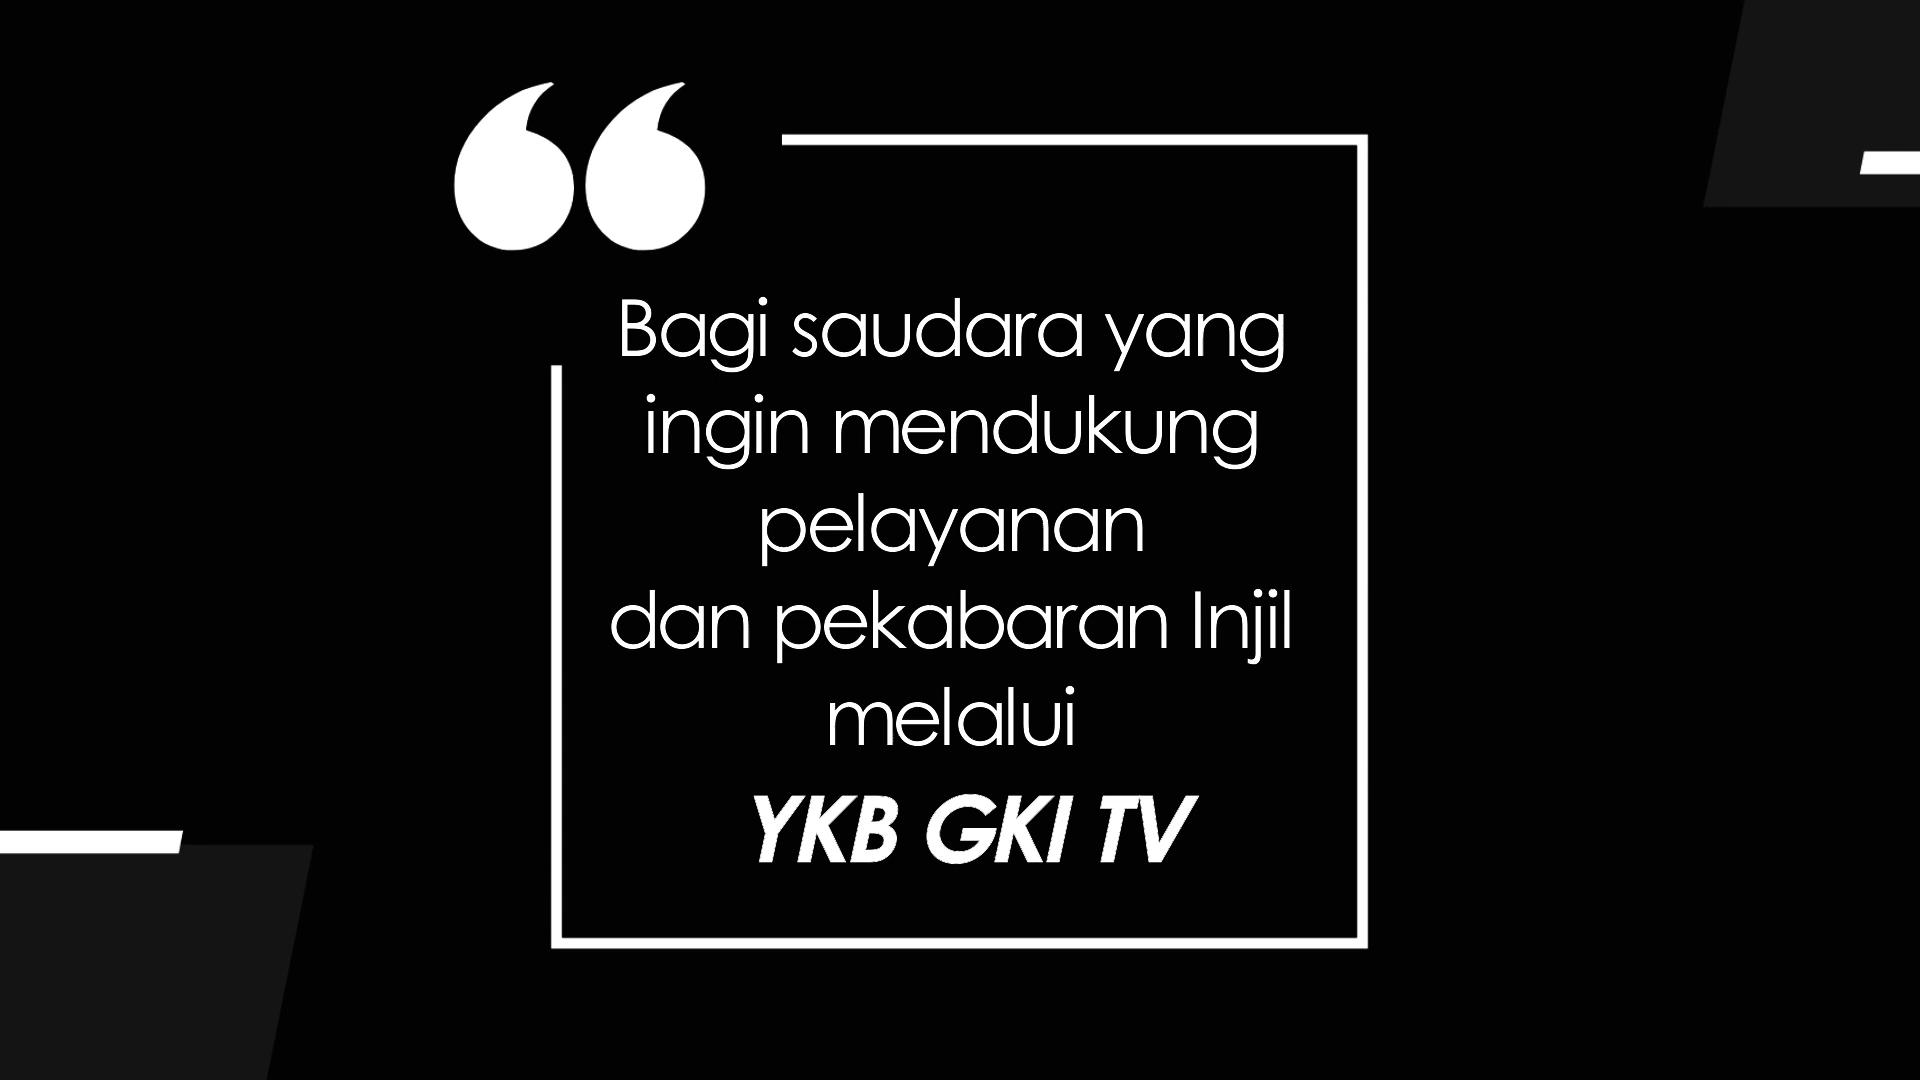 Bagi saudara yang
ingin mendukung
pelayanan
dan pekabaran Injil
melalui
YKB GKI TV